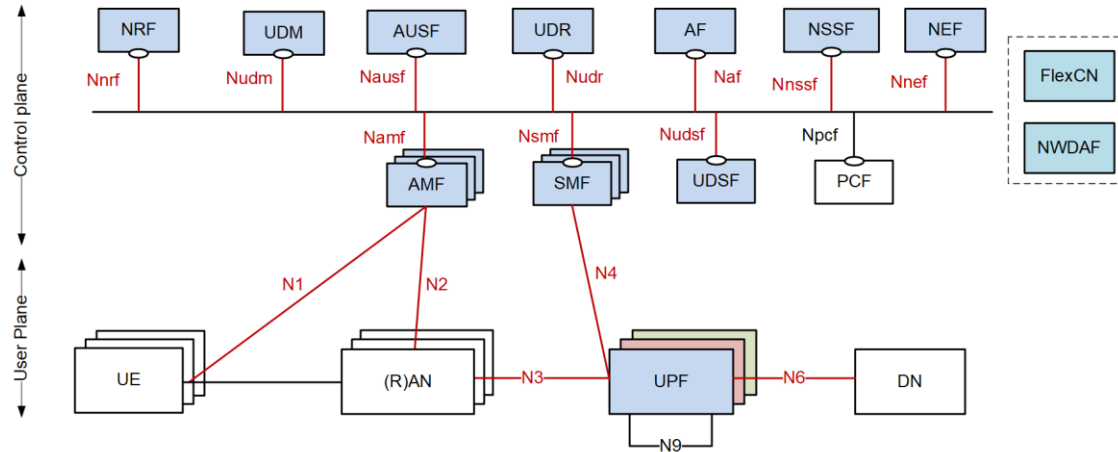 NRF
UDM
AUSF
UDR
AF
NSSF
NEF
Nnrf
Nudm
Nausf
Nudr
Naf
Nnssf
Nnef
FlexCN
NWDAF
Control plane
Namf
Nsmf
Nudsf
Npcf
AMF
SMF
UDSF
PCF
N1
N2
N4
User Plane
UE
(R)AN
N3
UPF
N6
DN
N9